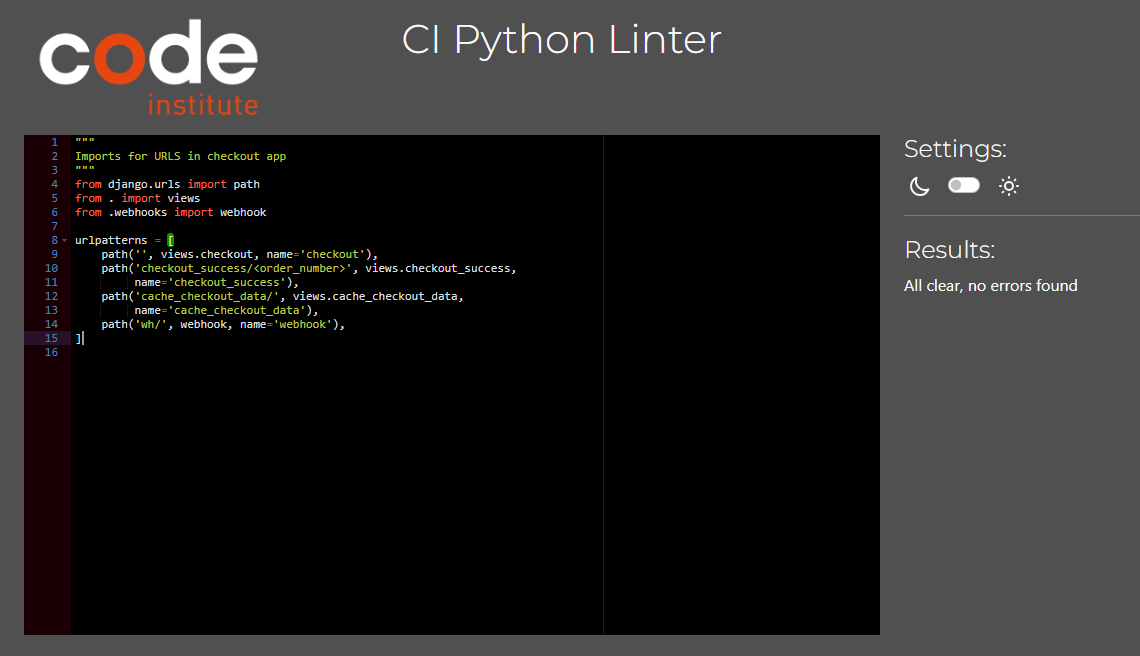 code
institute
CI Python Linter
1 """
2 Imports for URLS in checkout app
3 """
4 from django.urls import path
5 from . import views
6 from .webhooks import webhook
7
8 urlpatterns = [
9     path('', views.checkout, name='checkout'),
10     path('checkout_success/<order_number>', views.checkout_success,
11          name='checkout_success'),
12     path('cache_checkout_data/', views.cache_checkout_data,
13          name='cache_checkout_data'),
14     path('wh/', webhook, name='webhook'),
15 ]
16
Settings:
Results:
All clear, no errors found